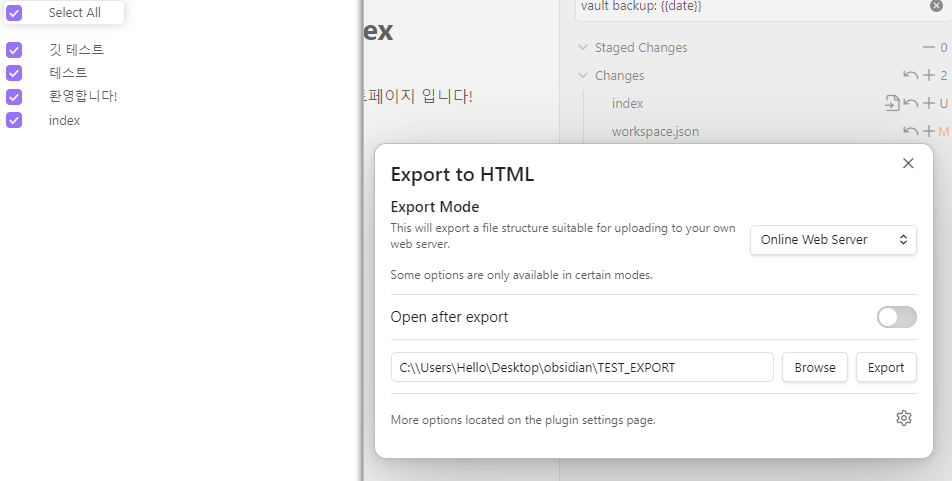 Select All
깃 테스트
테스트
환영합니다!
index
ex
트페이지 입니다!
vault backup: {{date}}
Staged Changes
0
Changes
2
index
U
workspace.json
M
Export to HTML
Export Mode
This will export a file structure suitable for uploading to your own
web server.
Online Web Server
Some options are only available in certain modes.
Open after export
C:\\Users\Hello\Desktop\obsidian\TEST_EXPORT
Browse
Export
More options located on the plugin settings page.